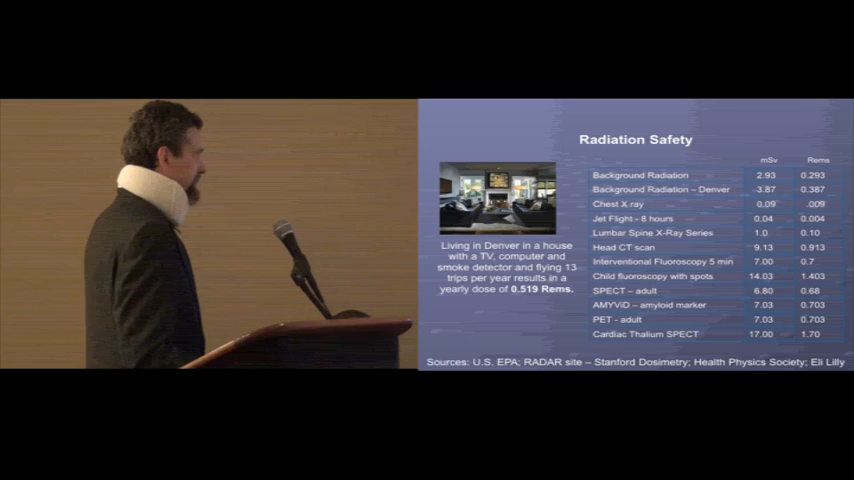 Radiation Safety
mSv Rems
Background Radiation 2.93 0.293
Background Radiation – Denver 3.87 0.387
Chest X ray 0.09 .009
Jet Flight - 8 hours 0.04 0.004
Lumbar Spine X-Ray Series 1.0 0.10
Head CT scan 9.13 0.913
Interventional Fluoroscopy 5 min 7.00 0.7
Child fluoroscopy with spots 14.03 1.403
SPECT – adult 6.80 0.68
AMYViD – amyloid marker 7.03 0.703
PET - adult 7.03 0.703
Cardiac Thalium SPECT 17.00 1.70
Living in Denver in a house
with a TV, computer and
smoke detector and flying 13
trips per year results in a
yearly dose of 0.519 Rems.
Sources: U.S. EPA; RADAR site – Stanford Dosimetry; Health Physics Society; Eli Lilly